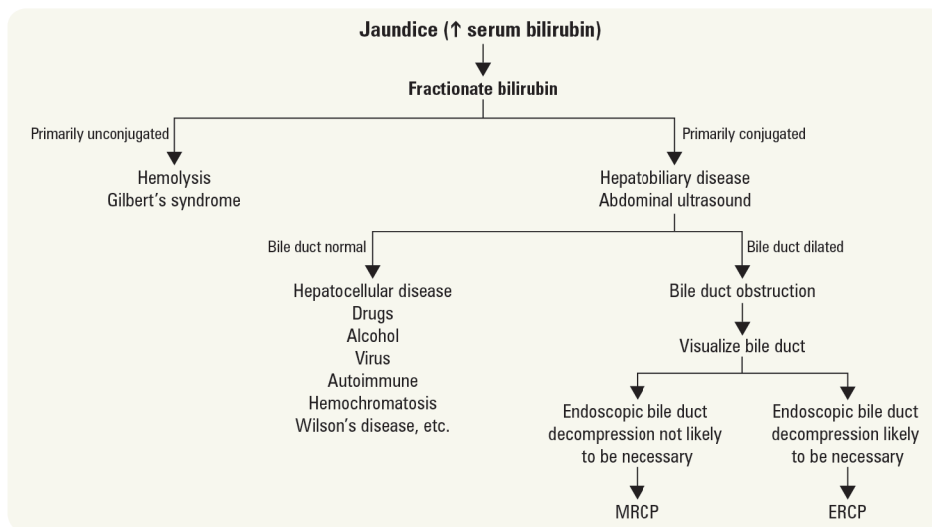 Jaundice (↑ serum bilirubin)
Fractionate bilirubin
Primarily unconjugated
Primarily conjugated
Hemolysis
Gilbert's syndrome
Hepatobiliary disease
Abdominal ultrasound
Bile duct normal
Bile duct dilated
Hepatocellular disease
Drugs
Alcohol
Virus
Autoimmune
Hemochromatosis
Wilson's disease, etc.
Bile duct obstruction
Visualize bile duct
Endoscopic bile duct
decompression not likely
to be necessary
MRCP
Endoscopic bile duct
decompression likely
to be necessary
ERCP